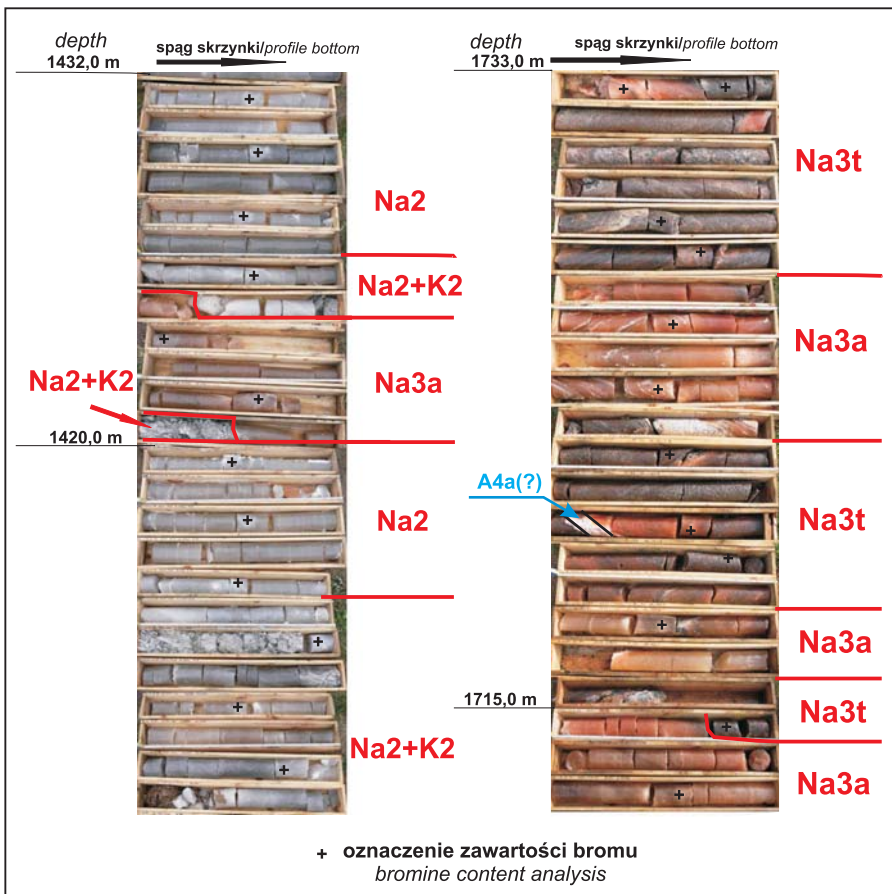 depth
1432,0 m
spąg skrzynki/profile bottom
Na2
Na2+K2
Na3a
Na2+K2
1420,0 m
Na2
Na2+K2
depth
1733,0 m
spąg skrzynki/profile bottom
Na3t
Na3a
A4a(?)
Na3t
Na3a
1715,0 m
Na3t
Na3a
+ oznaczenie zawartości bromu
bromine content analysis